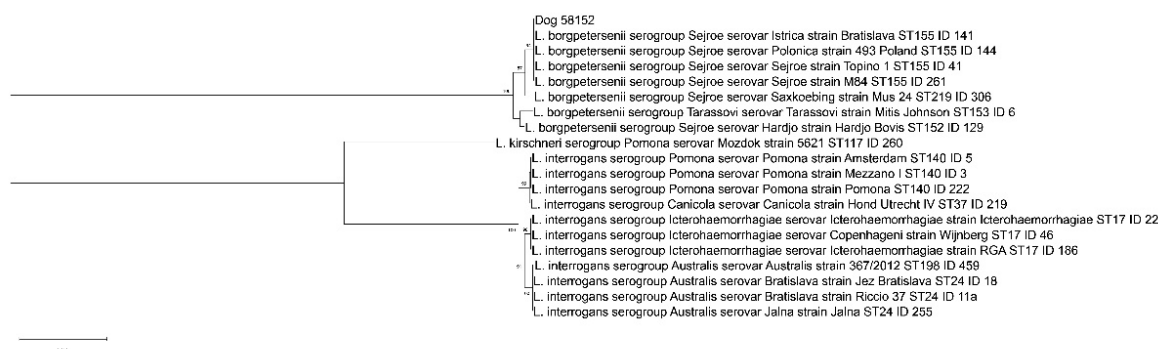 Dog 58152
L. borgpetersenii serogroup Sejroe serovar Istrica strain Bratislava ST155 ID 141
L. borgpetersenii serogroup Sejroe serovar Polonica strain 493 Poland ST155 ID 144
L. borgpetersenii serogroup Sejroe serovar Sejroe strain Topino 1 ST155 ID 41
L. borgpetersenii serogroup Sejroe serovar Sejroe strain M84 ST155 ID 261
L. borgpetersenii serogroup Sejroe serovar Saxkoebing strain Mus 24 ST219 ID 306
L. borgpetersenii serogroup Tarassovi serovar Tarassovi strain Mitis Johnson ST153 ID 6
L. borgpetersenii serogroup Sejroe serovar Hardjo strain Hardjo Bovis ST152 ID 129
L. kirschneri serogroup Pomona serovar Mozdok strain 5621 ST117 ID 260
L. interrogans serogroup Pomona serovar Pomona strain Amsterdam ST140 ID 5
L. interrogans serogroup Pomona serovar Pomona strain Mezzano I ST140 ID 3
L. interrogans serogroup Pomona serovar Pomona strain Pomona ST140 ID 222
L. interrogans serogroup Canicola serovar Canicola strain Hond Utrecht IV ST37 ID 219
L. interrogans serogroup Icterohaemorrhagiae serovar Icterohaemorrhagiae strain Icterohaemorrhagiae ST17 ID 22
L. interrogans serogroup Icterohaemorrhagiae serovar Copenhageni strain Wijnberg ST17 ID 46
L. interrogans serogroup Icterohaemorrhagiae serovar Icterohaemorrhagiae strain RGA ST17 ID 186
L. interrogans serogroup Australis serovar Australis strain 367/2012 ST198 ID 459
L. interrogans serogroup Australis serovar Bratislava strain Jez Bratislava ST24 ID 18
L. interrogans serogroup Australis serovar Bratislava strain Riccio 37 ST24 ID 11a
L. interrogans serogroup Australis serovar Jalna strain Jalna ST24 ID 255